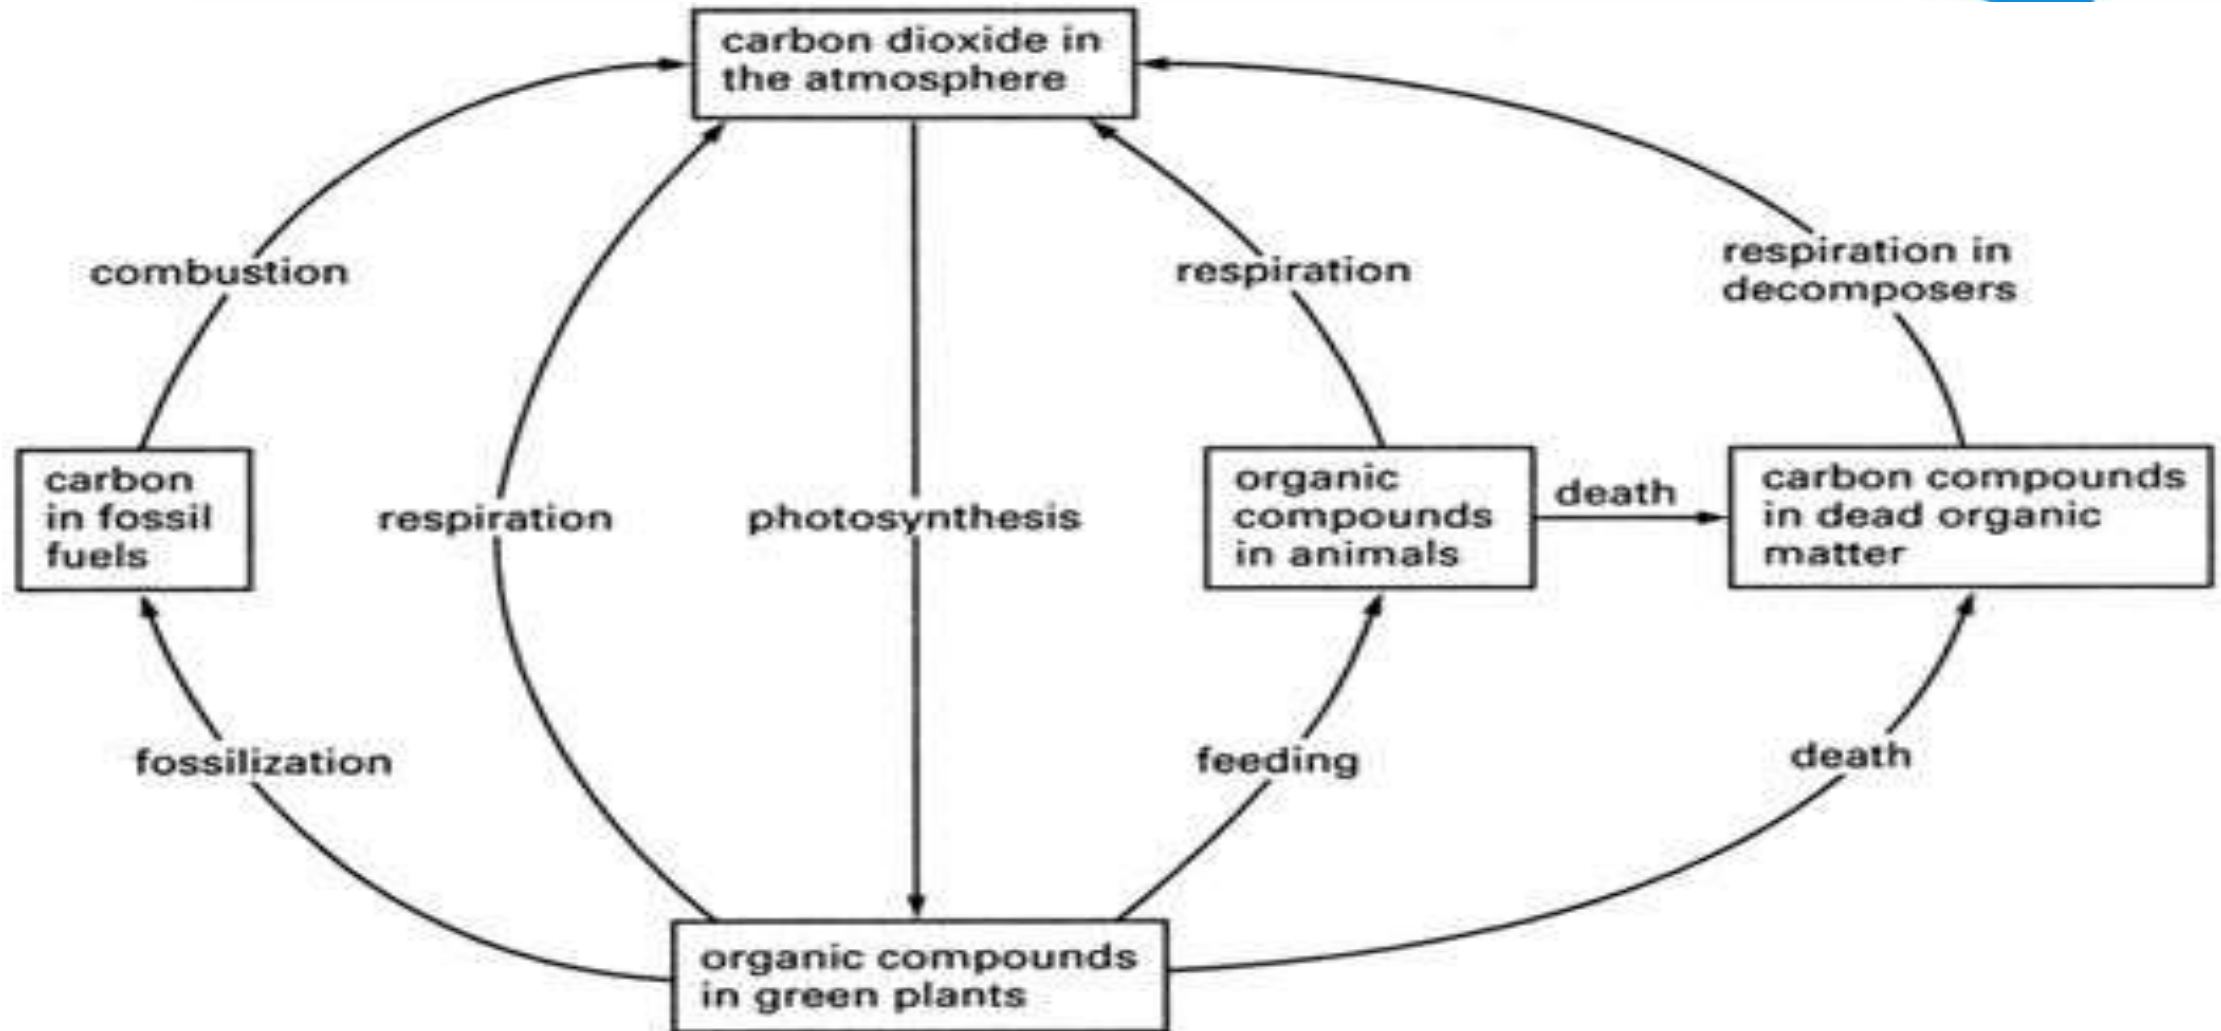 carbon dioxide in
the atmosphere
combustion
respiration
respiration in
decomposers
carbon
in fossil
fuels
respiration
photosynthesis
organic
compounds
in animals
death
carbon compounds
in dead organic
matter
fossilization
feeding
death
organic compounds
in green plants